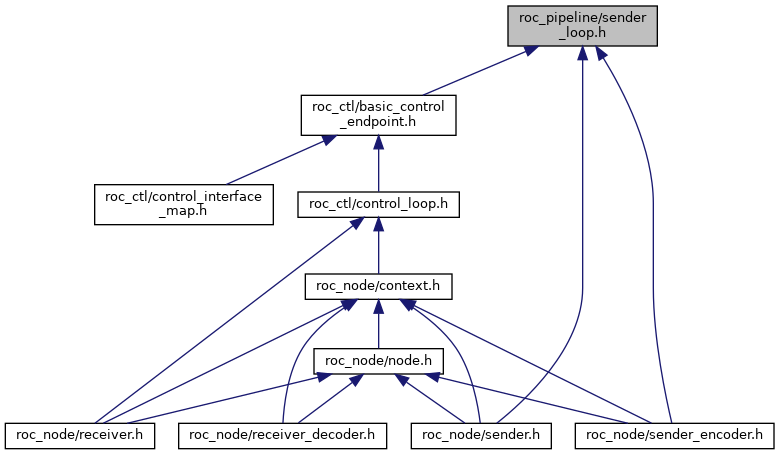 roc_pipeline/sender
_loop.h
roc_ctl/basic_control
_endpoint.h
roc_ctl/control_interface
_map.h
roc_ctl/control_loop.h
roc_node/context.h
roc_node/node.h
roc_node/receiver.h
roc_node/receiver_decoder.h
roc_node/sender.h
roc_node/sender_encoder.h